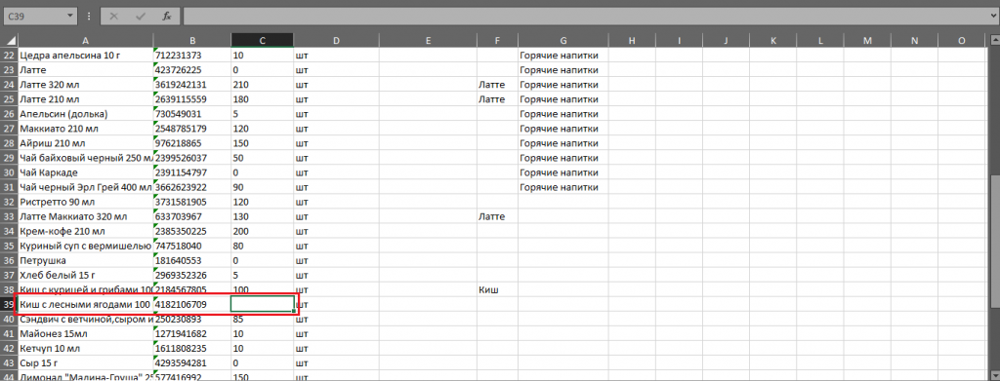 C39 fx
A B C D E F G H I J K L M N O
22 Цедра апельсина 10 г 712231373 10 шт Горячие напитки
23 Латте 423726225 0 шт Горячие напитки
24 Латте 320 мл 3619242131 210 шт Латте Горячие напитки
25 Латте 210 мл 2639115559 180 шт Латте Горячие напитки
26 Апельсин (долька) 730549031 5 шт Горячие напитки
27 Маккиато 210 мл 2548785179 120 шт Горячие напитки
28 Айриш 210 мл 976218865 150 шт Горячие напитки
29 Чай байховый черный 250 мл 2399526037 50 шт Горячие напитки
30 Чай Каркаде 2391154797 0 шт Горячие напитки
31 Чай черный Эрл Грей 400 мл 3662623922 90 шт Горячие напитки
32 Ристретто 90 мл 3731581905 120 шт
33 Латте Маккиато 320 мл 633703967 130 шт Латте
34 Крем-кофе 210 мл 2385350225 200 шт
35 Куриный суп с вермишелью 747518040 80 шт
36 Петрушка 181640553 0 шт
37 Хлеб белый 15 г 2969352326 5 шт
38 Киш с курицей и грибами 100 2184567805 100 шт Киш
39 Киш с лесными ягодами 100 4182106709 шт
40 Сэндвич с ветчиной,сыром и 250230893 85 шт
41 Майонез 15мл 1271941682 10 шт
42 Кетчуп 10 мл 1611808235 10 шт
43 Сыр 15 г 4293594281 0 шт
44 Лимонад "Малина-Груша" 25 577416992 150 шт